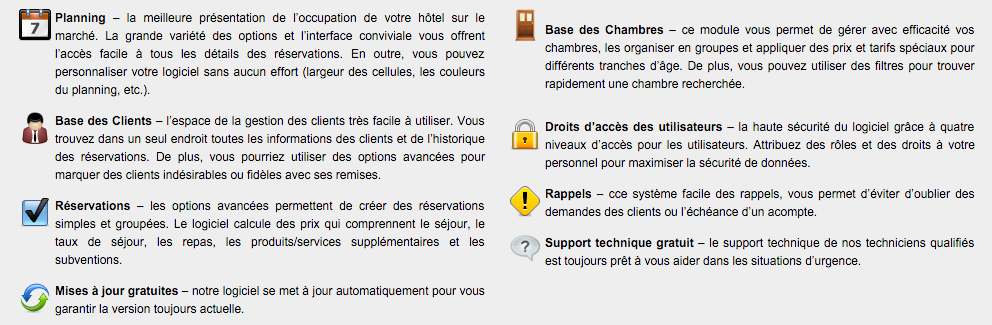 7
Planning – la meilleure présentation de l'occupation de votre hôtel sur le
marché. La grande variété des options et l'interface conviviale vous offrent
l'accès facile à tous les détails des réservations. En outre, vous pouvez
personnaliser votre logiciel sans aucun effort (largeur des cellules, les couleurs
du planning, etc.).
Base des Clients – l'espace de la gestion des clients très facile à utiliser. Vous
trouvez dans un seul endroit toutes les informations des clients et de l'historique
des réservations. De plus, vous pourriez utiliser des options avancées pour
marquer des clients indésirables ou fidèles avec ses remises.
Réservations – les options avancées permettent de créer des réservations
simples et groupées. Le logiciel calcule des prix qui comprennent le séjour, le
taux de séjour, les repas, les produits/services supplémentaires et les
subventions.
Mises à jour gratuites – notre logiciel se met à jour automatiquement pour vous
garantir la version toujours actuelle.
Base des Chambres – ce module vous permet de gérer avec efficacité vos
chambres, les organiser en groupes et appliquer des prix et tarifs spéciaux pour
différents tranches d'âge. De plus, vous pouvez utiliser des filtres pour trouver
rapidement une chambre recherchée.
Droits d'accès des utilisateurs – la haute sécurité du logiciel grâce à quatre
niveaux d'accès pour les utilisateurs. Attribuez des rôles et des droits à votre
personnel pour maximiser la sécurité de données.
Rappels – cce système facile des rappels, vous permet d'éviter d'oublier des
demandes des clients ou l'échéance d'un acompte.
Support technique gratuit – le support technique de nos techniciens qualifiés
est toujours prêt à vous aider dans les situations d'urgence.